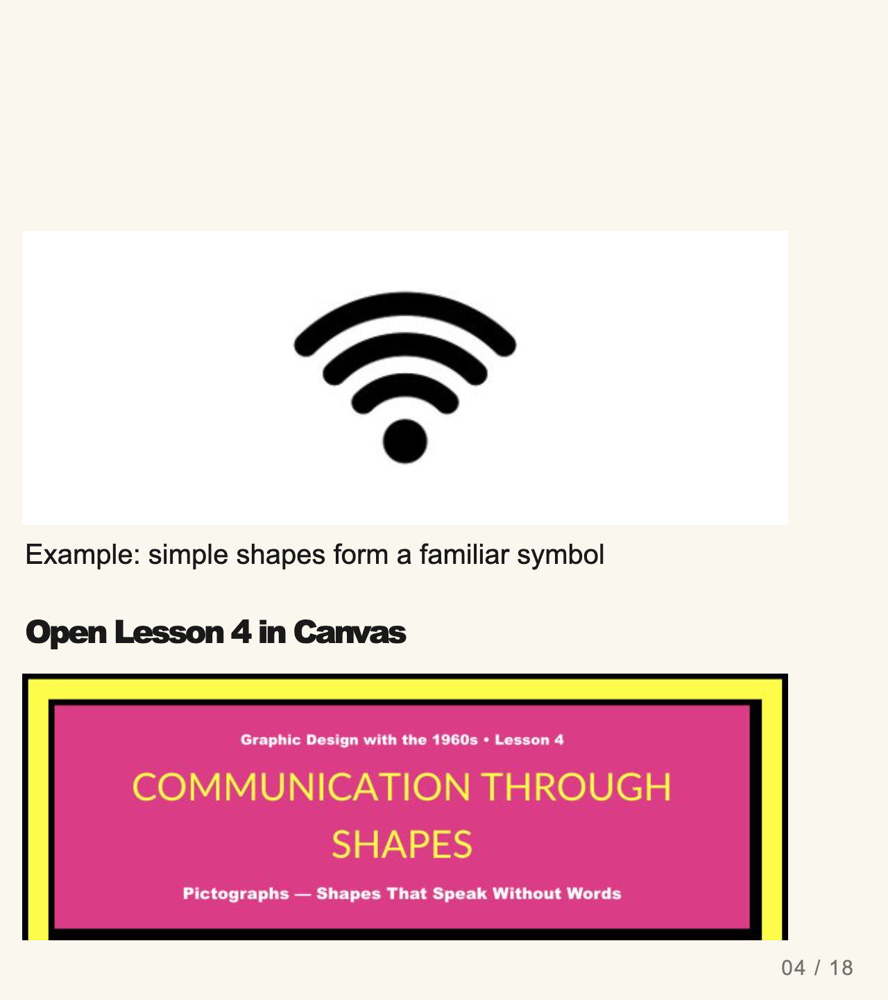 Example: simple shapes form a familiar symbol
Open Lesson 4 in Canvas
Graphic Design with the 1960s • Lesson 4
COMMUNICATION THROUGH
SHAPES
Pictographs — Shapes That Speak Without Words
04 / 18